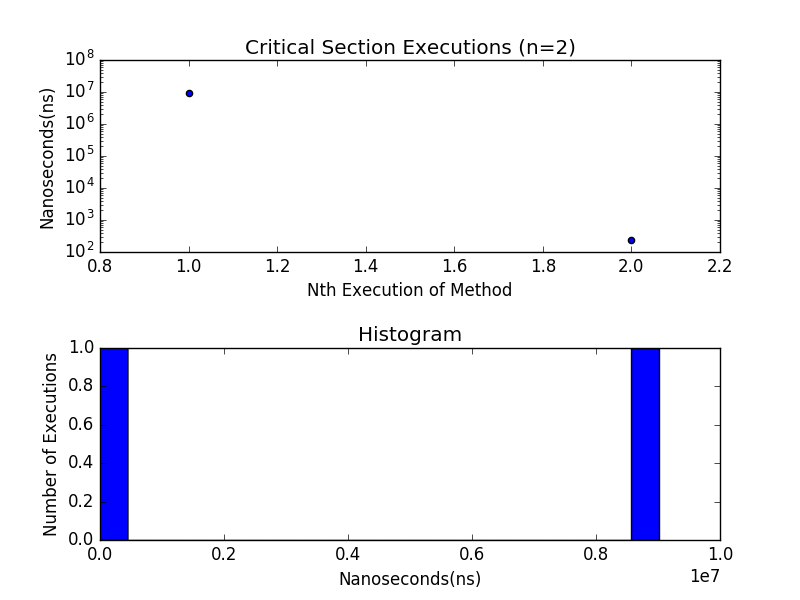 Critical Section Executions (n=2)
Nanoseconds(ns)
10^8
10^7
10^6
10^5
10^4
10^3
10^2
0.8 1.0 1.2 1.4 1.6 1.8 2.0 2.2
Nth Execution of Method
Histogram
Number of Executions
1.0
0.8
0.6
0.4
0.2
0.0
0.0 0.2 0.4 0.6 0.8 1.0
1e7
Nanoseconds(ns)